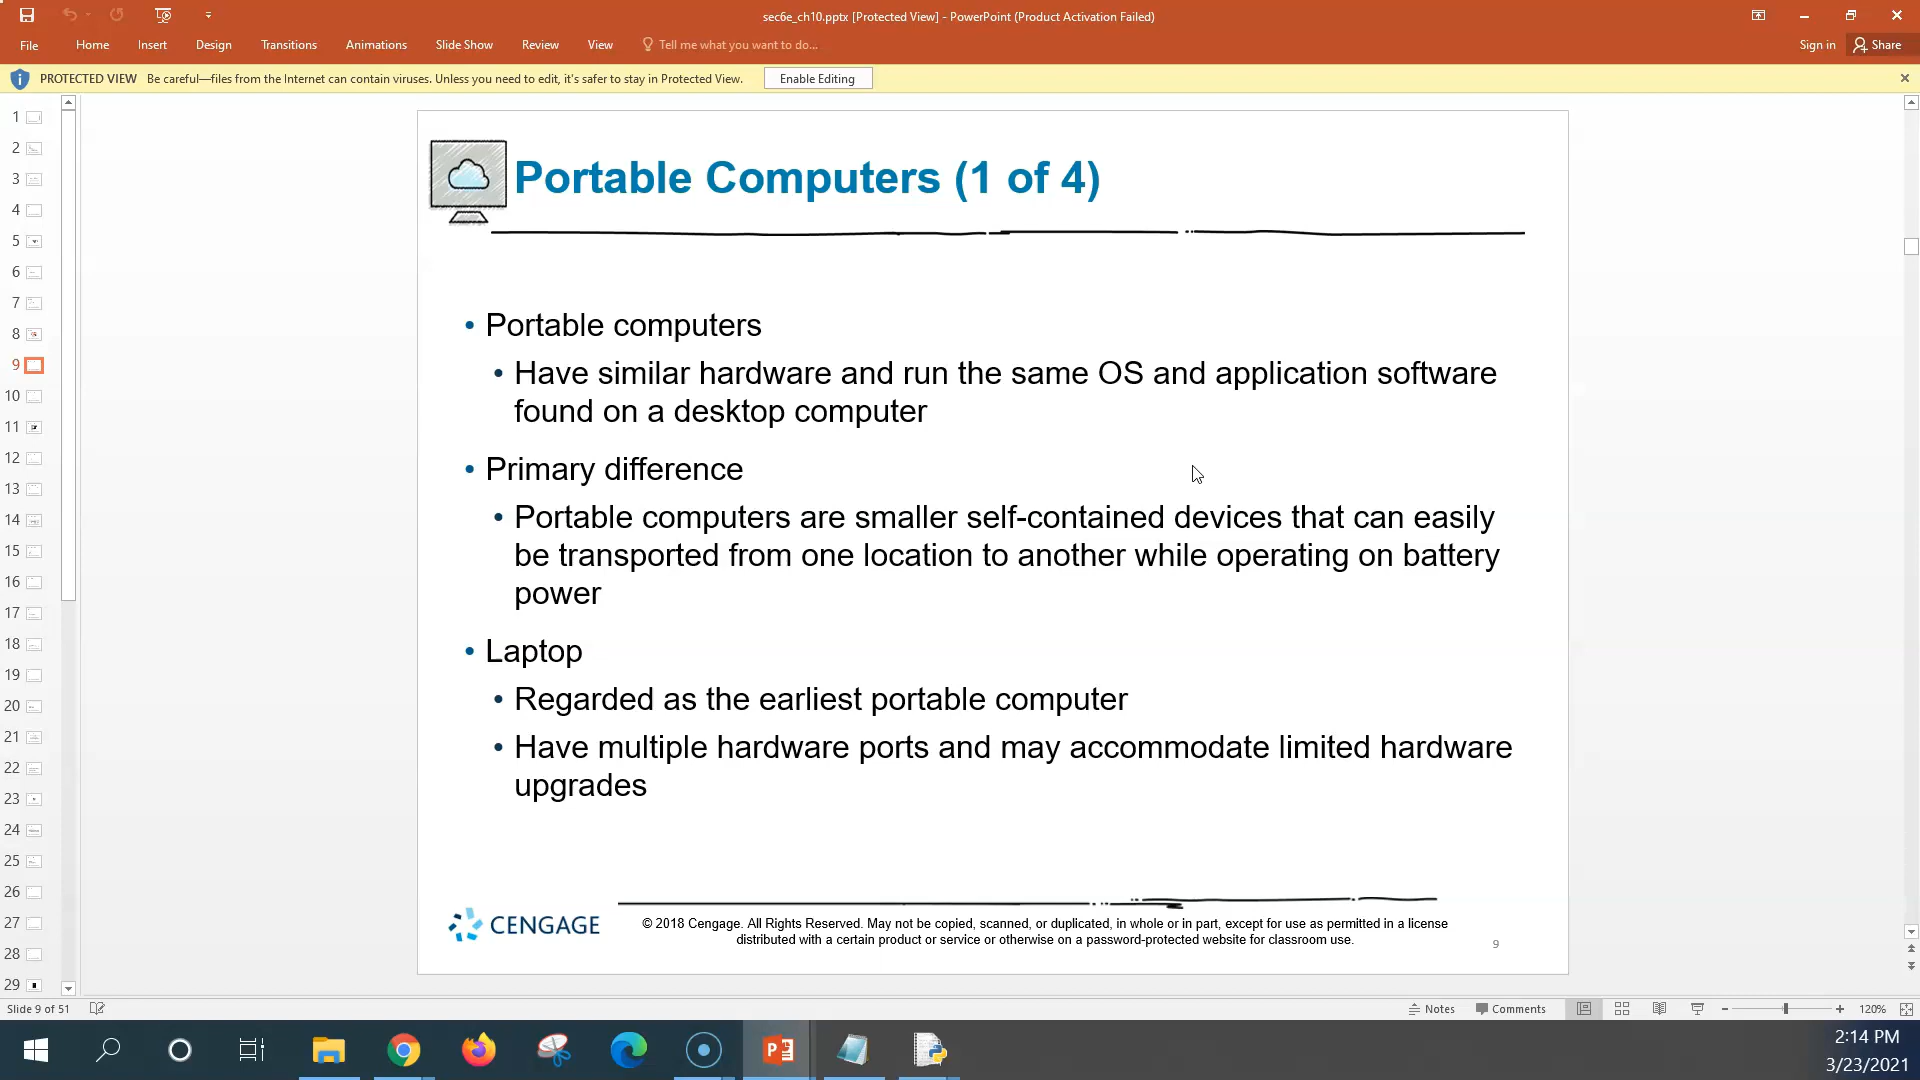 sec6e_ch10.pptx [Protected View] - PowerPoint (Product Activation Failed)
File Home Insert Design Transitions Animations Slide Show Review View Tell me what you want to do... Sign in Share
PROTECTED VIEW Be careful—files from the Internet can contain viruses. Unless you need to edit, it's safer to stay in Protected View. Enable Editing
1
2
3
4
5
6
7
8
9
10
11
12
13
14
15
16
17
18
19
20
21
22
23
24
25
26
27
28
29
Portable Computers (1 of 4)
• Portable computers
• Have similar hardware and run the same OS and application software
found on a desktop computer
• Primary difference
• Portable computers are smaller self-contained devices that can easily
be transported from one location to another while operating on battery
power
• Laptop
• Regarded as the earliest portable computer
• Have multiple hardware ports and may accommodate limited hardware
upgrades
CENGAGE
© 2018 Cengage. All Rights Reserved. May not be copied, scanned, or duplicated, in whole or in part, except for use as permitted in a license
distributed with a certain product or service or otherwise on a password-protected website for classroom use.
9
Slide 9 of 51 Notes Comments 120%
2:14 PM
3/23/2021